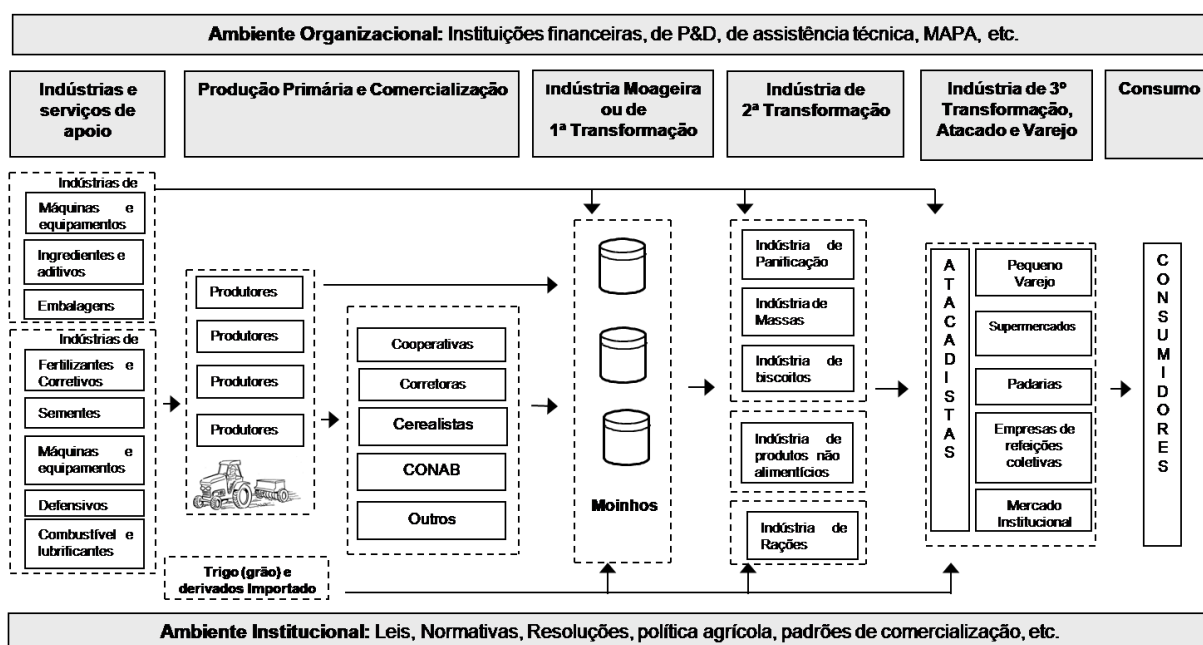 Ambiente Organizacional: Instituições financeiras, de P&D, de assistência técnica, MAPA, etc.
Indústrias e
serviços de
apoio
Produção Primária e Comercialização
Indústria Moageira
ou de
1ª Transformação
Indústria de
2ª Transformação
Indústria de 3º
Transformação,
Atacado e Varejo
Consumo
Indústrias de
Máquinas e
equipamentos
Ingredientes e
aditivos
Embalagens
Indústrias de
Fertilizantes e
Corretivos
Sementes
Máquinas e
equipamentos
Defensivos
Combustível e
lubrificantes
Produtores
Produtores
Produtores
Produtores
Trigo (grão) e
derivados Importado
Cooperativas
Corretoras
Cerealistas
CONAB
Outros
Moinhos
Indústria de
Panificação
Indústria de
Massas
Indústria de
biscoitos
Indústria de
produtos não
alimentícios
Indústria de
Rações
ATACADISTAS
Pequeno
Varejo
Supermercados
Padarias
Empresas de
refeições
coletivas
Mercado
Institucional
CONSUMIDORES
Ambiente Institucional: Leis, Normativas, Resoluções, política agrícola, padrões de comercialização, etc.